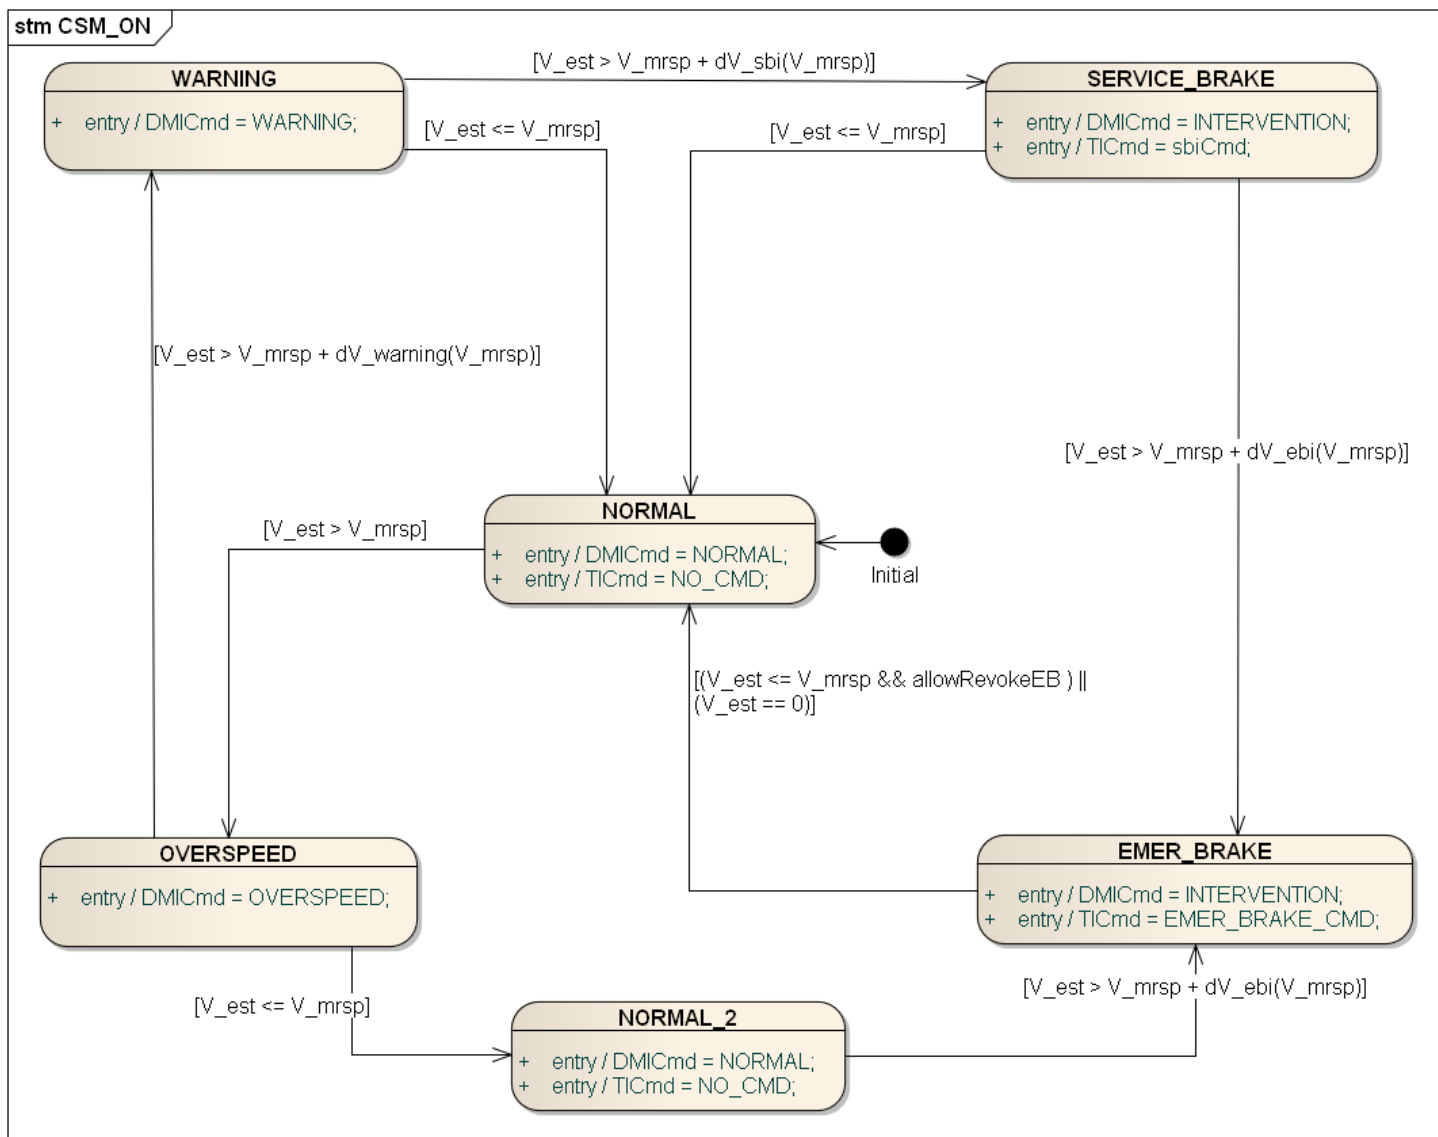 stm CSM_ON
WARNING
+ entry / DMICmd = WARNING;
[V_est > V_mrsp + dV_sbi(V_mrsp)]
SERVICE_BRAKE
+ entry / DMICmd = INTERVENTION;
+ entry / TICmd = sbiCmd;
[V_est <= V_mrsp]
[V_est <= V_mrsp]
[V_est > V_mrsp + dV_warning(V_mrsp)]
[V_est > V_mrsp + dV_ebi(V_mrsp)]
NORMAL
+ entry / DMICmd = NORMAL;
+ entry / TICmd = NO_CMD;
[V_est > V_mrsp]
Initial
[(V_est <= V_mrsp && allowRevokeEB ) ||
(V_est == 0)]
OVERSPEED
+ entry / DMICmd = OVERSPEED;
EMER_BRAKE
+ entry / DMICmd = INTERVENTION;
+ entry / TICmd = EMER_BRAKE_CMD;
[V_est <= V_mrsp]
[V_est > V_mrsp + dV_ebi(V_mrsp)]
NORMAL_2
+ entry / DMICmd = NORMAL;
+ entry / TICmd = NO_CMD;